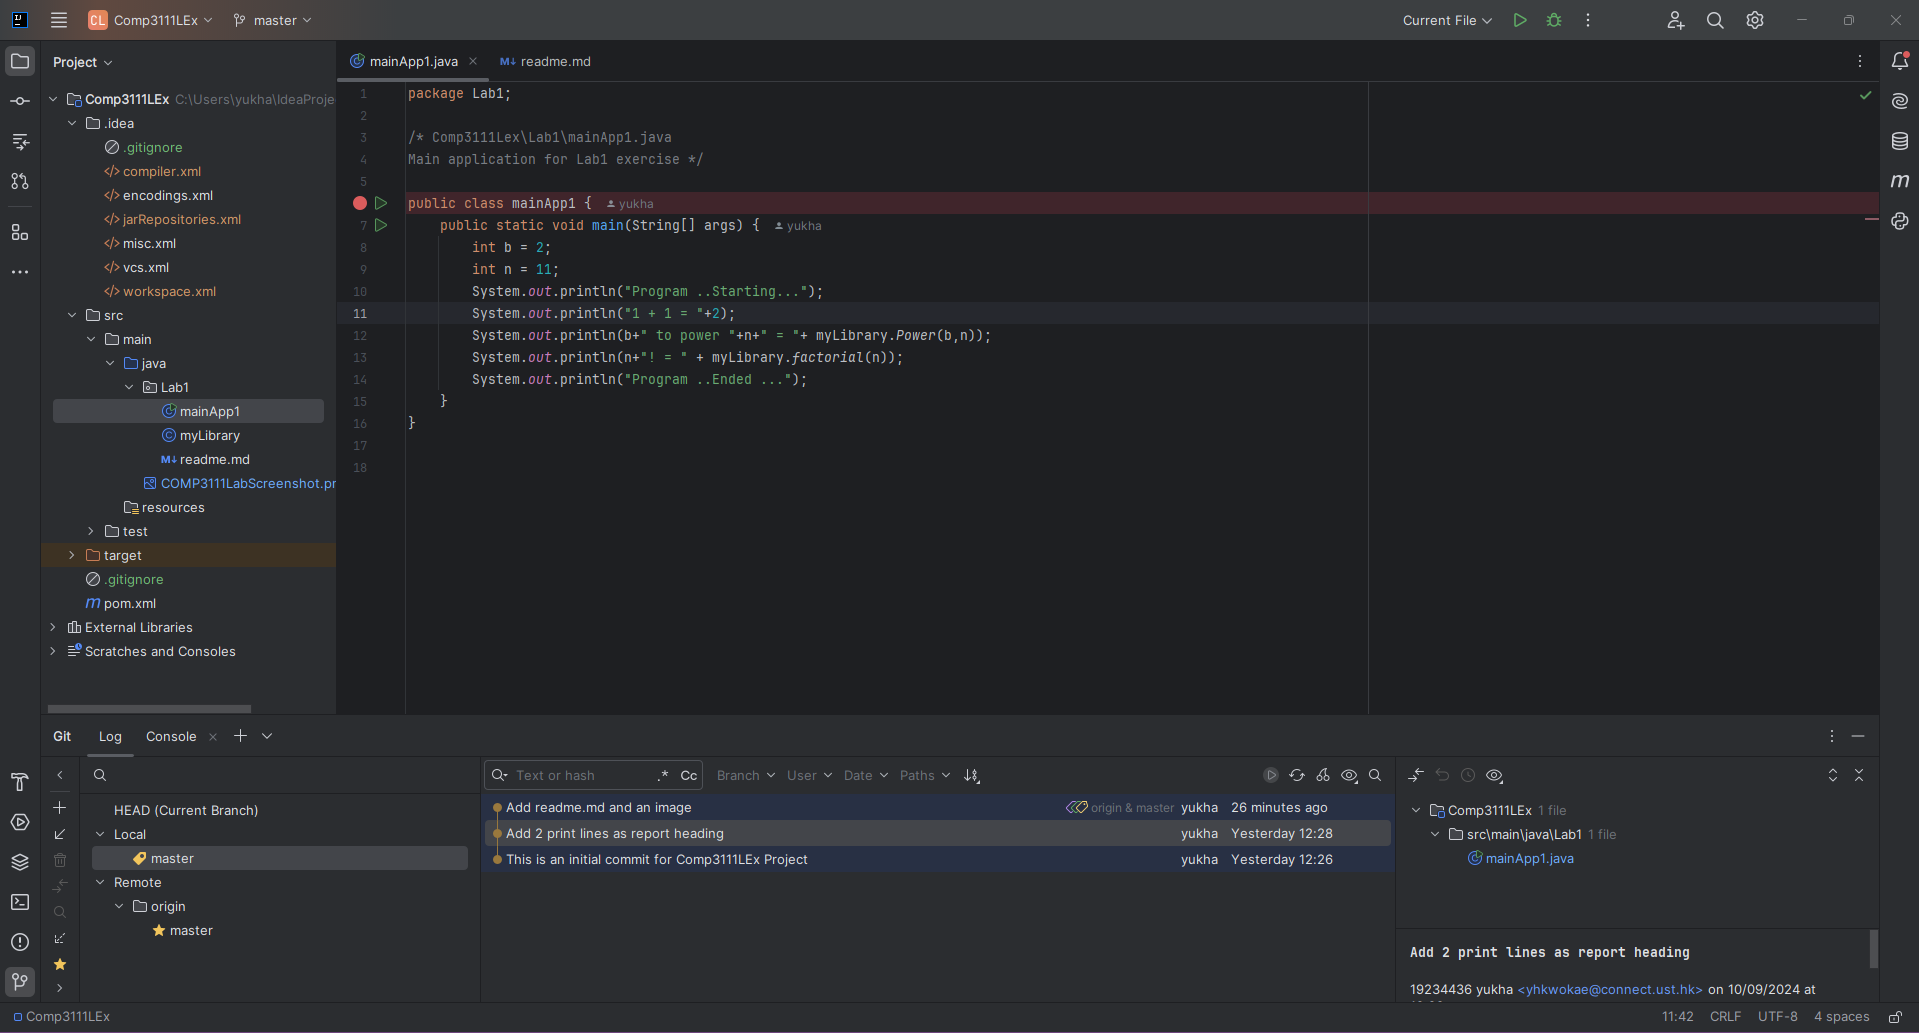 CL Comp3111LEx master Current File
Project
mainApp1.java
M↓ readme.md
Comp3111LEx C:\Users\yukha\IdeaProje
.idea
.gitignore
compiler.xml
encodings.xml
jarRepositories.xml
misc.xml
vcs.xml
workspace.xml
src
main
java
Lab1
mainApp1
myLibrary
M↓ readme.md
COMP3111LabScreenshot.pr
resources
test
target
.gitignore
m pom.xml
External Libraries
Scratches and Consoles
1 package Lab1;
2
3 /* Comp3111Lex\Lab1\mainApp1.java
4 Main application for Lab1 exercise */
5
public class mainApp1 { yukha
7 public static void main(String[] args) { yukha
8 int b = 2;
9 int n = 11;
10 System.out.println("Program ..Starting...");
11 System.out.println("1 + 1 = "+2);
12 System.out.println(b+" to power "+n+" = "+ myLibrary.Power(b,n));
13 System.out.println(n+"! = " + myLibrary.factorial(n));
14 System.out.println("Program ..Ended ...");
15 }
16 }
17
18
m
Git Log Console
HEAD (Current Branch)
Local
master
Remote
origin
master
Text or hash .* Cc Branch User Date Paths
Add readme.md and an image origin & master yukha 26 minutes ago
Add 2 print lines as report heading yukha Yesterday 12:28
This is an initial commit for Comp3111LEx Project yukha Yesterday 12:26
Comp3111LEx 1 file
src\main\java\Lab1 1 file
mainApp1.java
Add 2 print lines as report heading
19234436 yukha <yhkwokae@connect.ust.hk> on 10/09/2024 at
Comp3111LEx 11:42 CRLF UTF-8 4 spaces